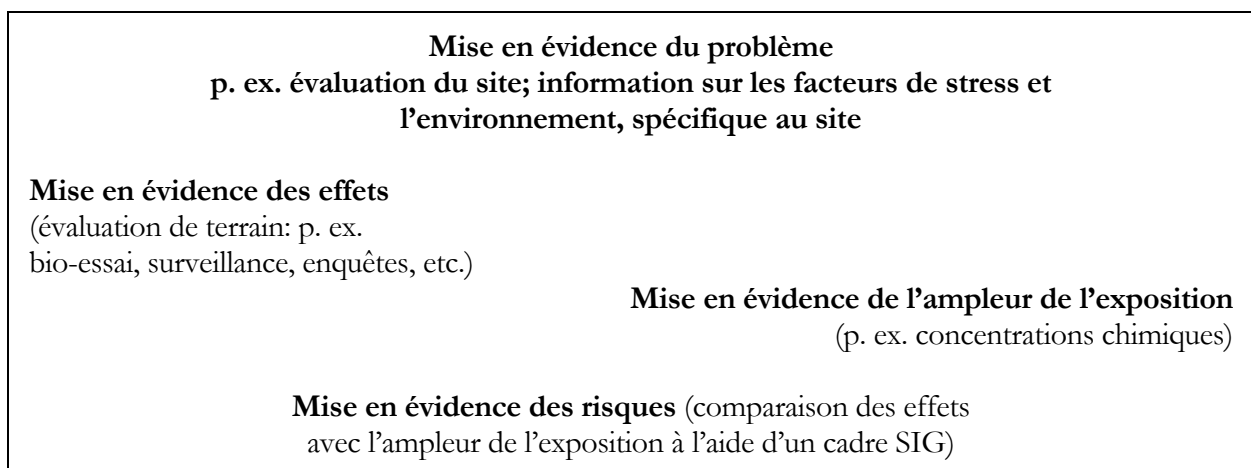 Mise en évidence du problème
p. ex. évaluation du site; information sur les facteurs de stress et
l’environnement, spécifique au site
Mise en évidence des effets
(évaluation de terrain: p. ex.
bio-essai, surveillance, enquêtes, etc.)
Mise en évidence de l’ampleur de l’exposition
(p. ex. concentrations chimiques)
Mise en évidence des risques (comparaison des effets
avec l’ampleur de l’exposition à l’aide d’un cadre SIG)